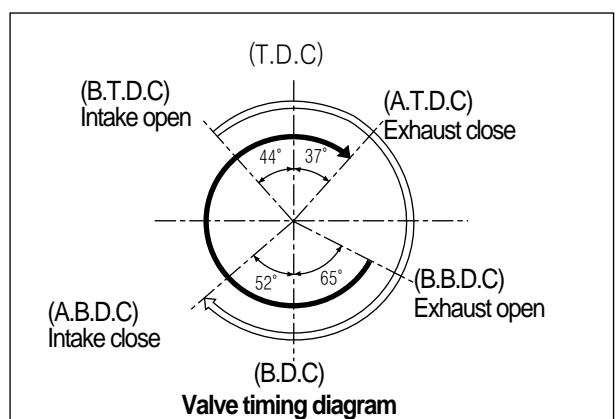 (T.D.C)
(B.T.D.C)
Intake open
(A.T.D.C)
Exhaust close
44°
37°
52°
65°
(B.B.D.C)
Exhaust open
(A.B.D.C)
Intake close
(B.D.C)
Valve timing diagram